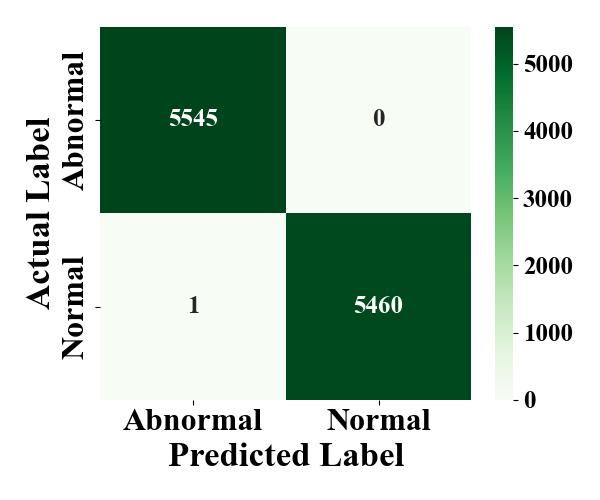 Actual Label
Abnormal
Normal
5545
0
1
5460
Abnormal
Normal
Predicted Label
5000
4000
3000
2000
1000
0